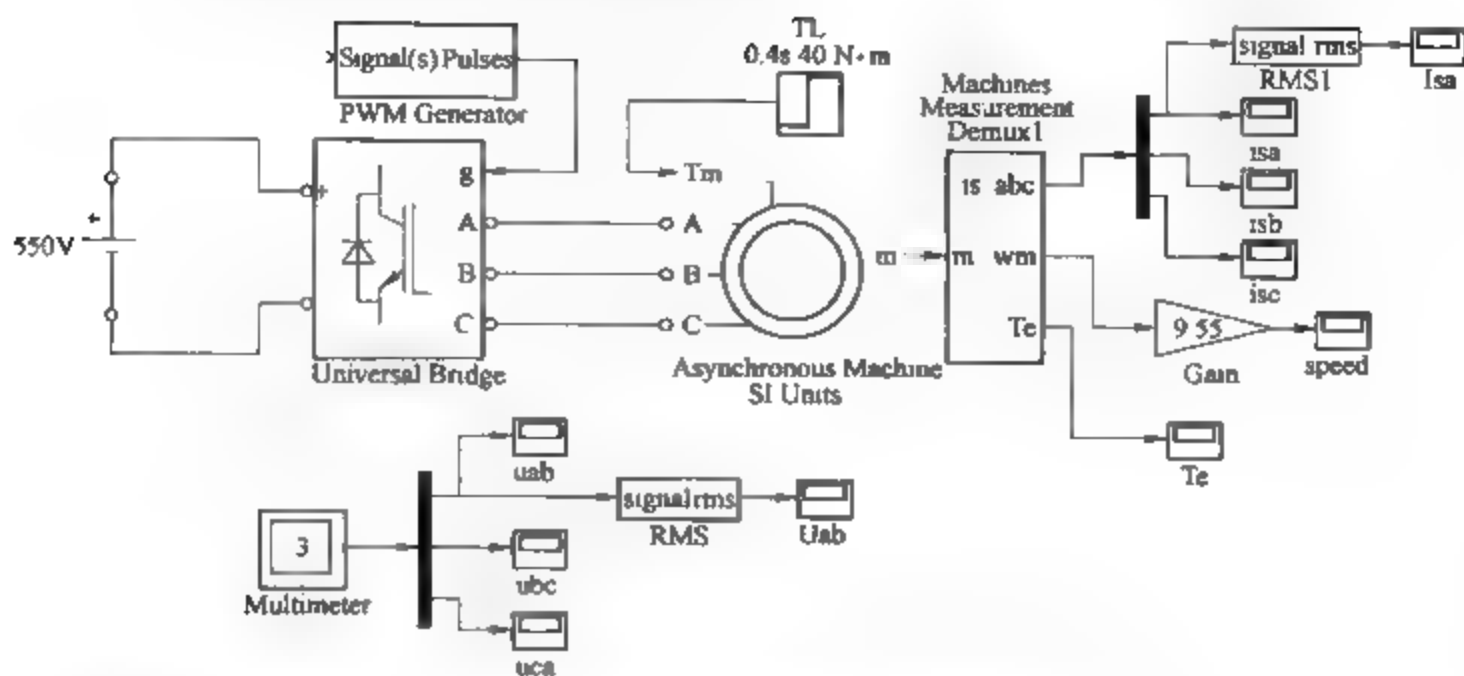 Signal(s) Pulses
PWM Generator
TL
0.4s 40 N·m
Machines
Measurement
Demux1
signal rms
RMS1
Isa
isa
isb
isc
g
Tm
+
550V
+
A
B
C
A
B
C
m
m
is abc
wm
Te
9.55
Gain
speed
Universal Bridge
Asynchronous Machine
SI Units
Te
uab
signal rms
RMS
Uab
3
Multimeter
ubc
uca